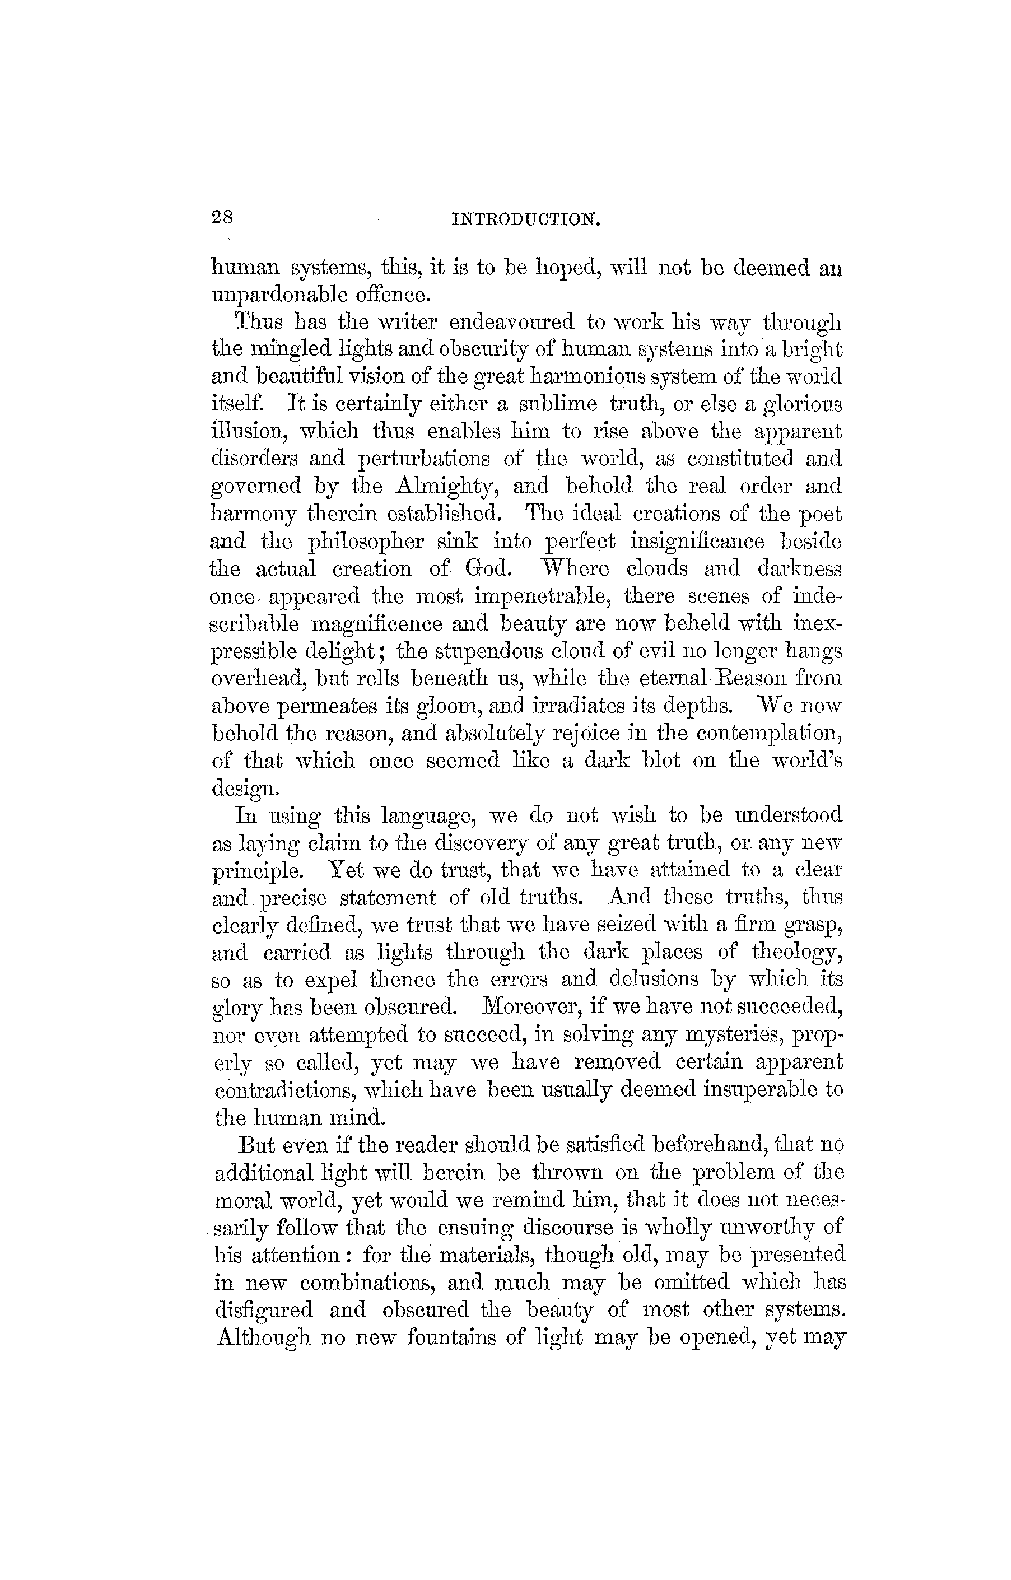 28 INTRODUCTION.
human systems, this, it is to be hoped, will not be deemed an
unpardonable offence.
Thus has the writer endeavoured to work his way through
the mingled lights and obscurity of human systems into a bright
and beautiful vision of the great harmonious system of the world
itself. It is certainly either a sublime truth, or else a glorious
illusion, which thus enables him to rise above the apparent
disorders and perturbations of the world, as constituted and
governed by the Almighty, and behold the real order and
harmony therein established. The ideal creations of the poet
and the philosopher sink into perfect insignificance beside
the actual creation of God. Where clouds and darkness
once appeared the most impenetrable, there scenes of inde-
scribable magnificence and beauty are now beheld with inex-
pressible delight; the stupendous cloud of evil no longer hangs
overhead, but rolls beneath us, while the eternal Reason from
above permeates its gloom, and irradiates its depths. We now
behold the reason, and absolutely rejoice in the contemplation,
of that which once seemed like a dark blot on the world's
design.
In using this language, we do not wish to be understood
as laying claim to the discovery of any great truth, or any new
principle. Yet we do trust, that we have attained to a clear
and precise statement of old truths. And these truths, thus
clearly defined, we trust that we have seized with a firm grasp,
and carried as lights through the dark places of theology,
so as to expel thence the errors and delusions by which its
glory has been obscured. Moreover, if we have not succeeded,
nor even attempted to succeed, in solving any mysteries, prop-
erly so called, yet may we have removed certain apparent
contradictions, which have been usually deemed insuperable to
the human mind.
But even if the reader should be satisfied beforehand, that no
additional light will herein be thrown on the problem of the
moral world, yet would we remind him, that it does not neces-
sarily follow that the ensuing discourse is wholly unworthy of
his attention: for the materials, though old, may be presented
in new combinations, and much may be omitted which has
disfigured and obscured the beauty of most other systems.
Although no new fountains of light may be opened, yet may